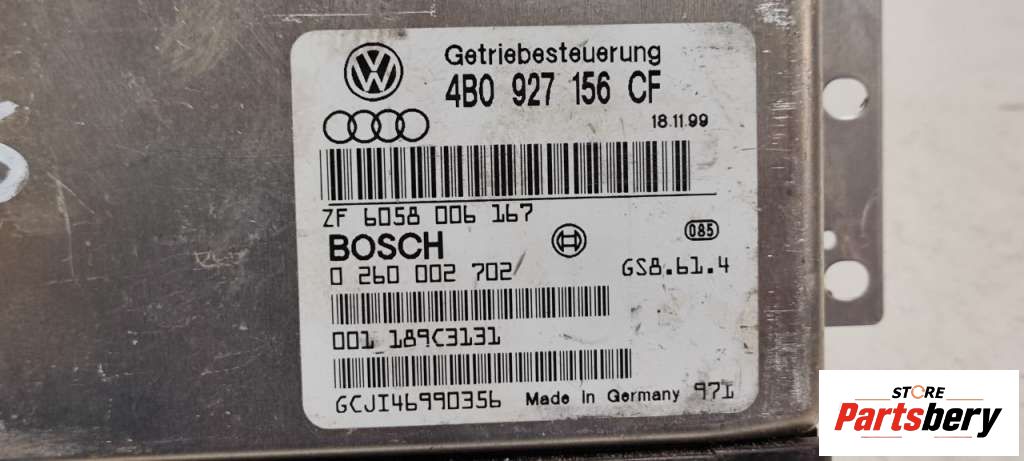 Getriebesteuerung
4B0 927 156 CF
18.11.99
ZF 6058 006 167
BOSCH
085
0 260 002 702
GS8.61.4
001 189C3131
GCJI46990356 Made in Germany 971
STORE
Partsbery